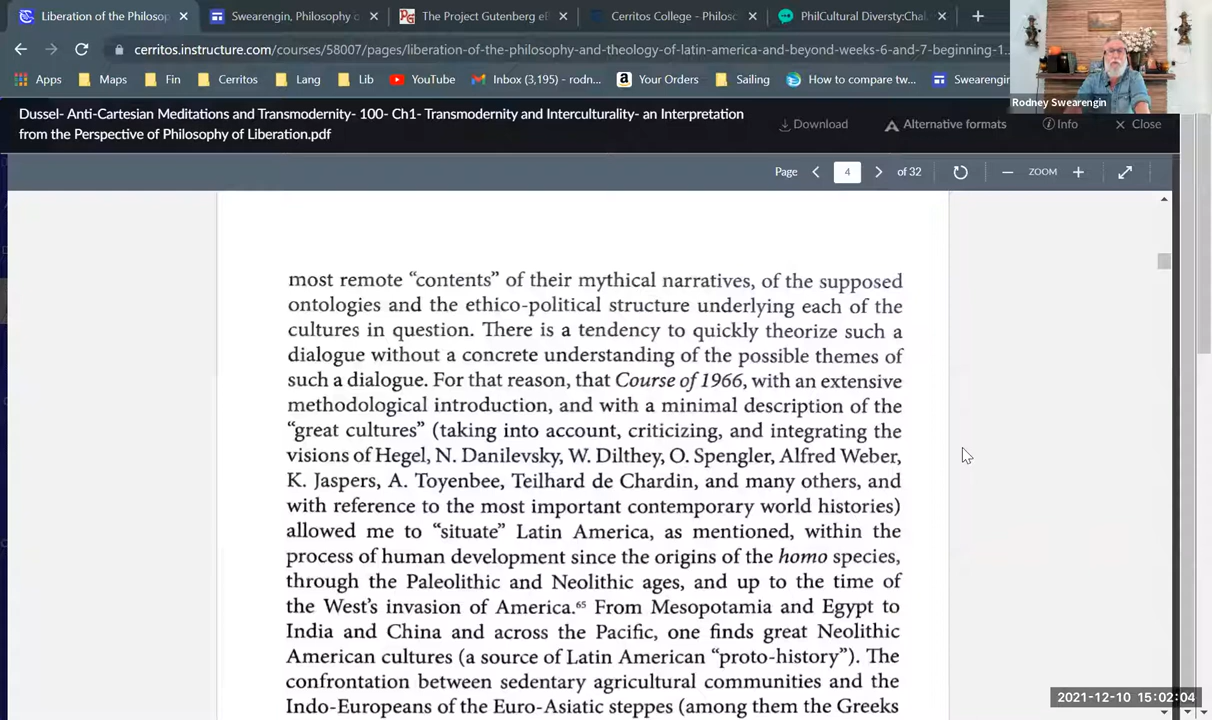 Liberation of the Philosop
Swearengin, Philosophy o
The Project Gutenberg eB
Cerritos College - Philoso
PhilCultural Diversty:Chal
cerritos.instructure.com/courses/58007/pages/liberation-of-the-philosophy-and-theology-of-latin-america-and-beyond-weeks-6-and-7-beginning-1...
Apps Maps Fin Cerritos Lang Lib YouTube Inbox (3,195) - rodn... Your Orders Sailing How to compare tw... Swearengin
Rodney Swearengin
Dussel- Anti-Cartesian Meditations and Transmodernity- 100- Ch1- Transmodernity and Interculturality- an Interpretation
from the Perspective of Philosophy of Liberation.pdf
Download Alternative formats Info Close
Page 4 of 32 ZOOM
most remote “contents” of their mythical narratives, of the supposed
ontologies and the ethico-political structure underlying each of the
cultures in question. There is a tendency to quickly theorize such a
dialogue without a concrete understanding of the possible themes of
such a dialogue. For that reason, that Course of 1966, with an extensive
methodological introduction, and with a minimal description of the
“great cultures” (taking into account, criticizing, and integrating the
visions of Hegel, N. Danilevsky, W. Dilthey, O. Spengler, Alfred Weber,
K. Jaspers, A. Toyenbee, Teilhard de Chardin, and many others, and
with reference to the most important contemporary world histories)
allowed me to “situate” Latin America, as mentioned, within the
process of human development since the origins of the homo species,
through the Paleolithic and Neolithic ages, and up to the time of
the West’s invasion of America.65 From Mesopotamia and Egypt to
India and China and across the Pacific, one finds great Neolithic
American cultures (a source of Latin American “proto-history”). The
confrontation between sedentary agricultural communities and the
Indo-Europeans of the Euro-Asiatic steppes (among them the Greeks
2021-12-10 15:02:04